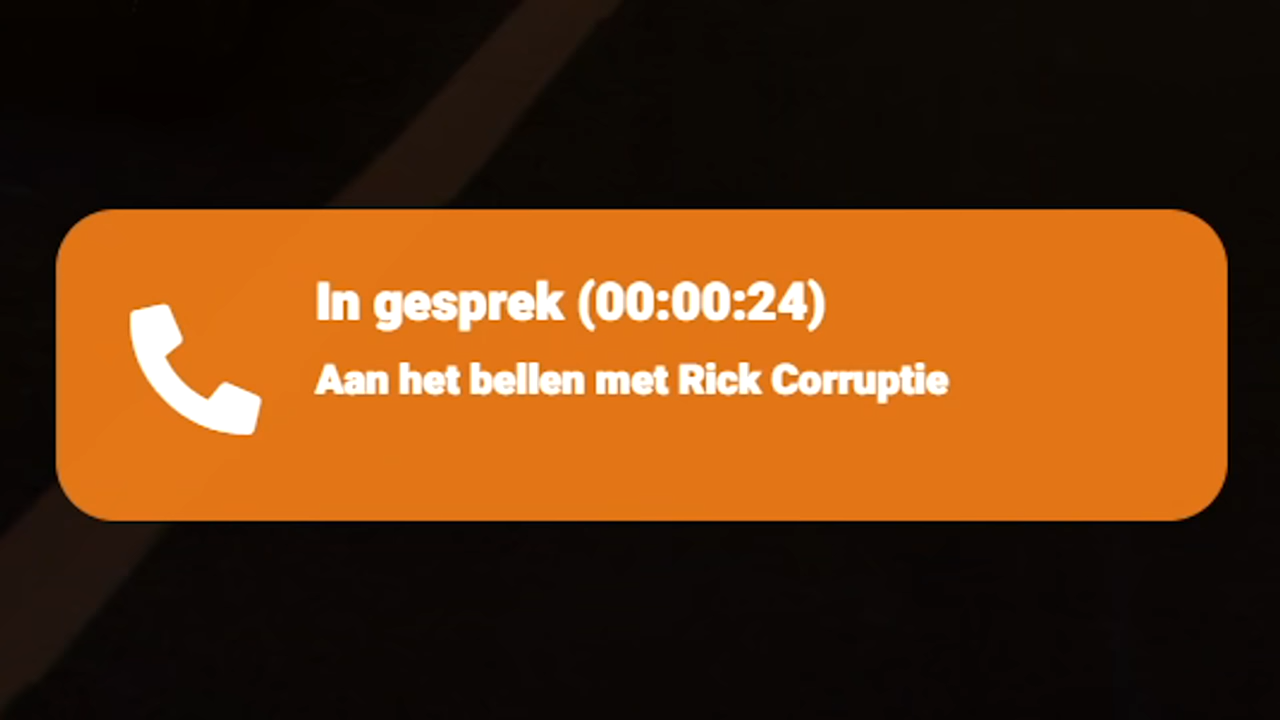 In gesprek (00:00:24)
Aan het bellen met Rick Corruptie